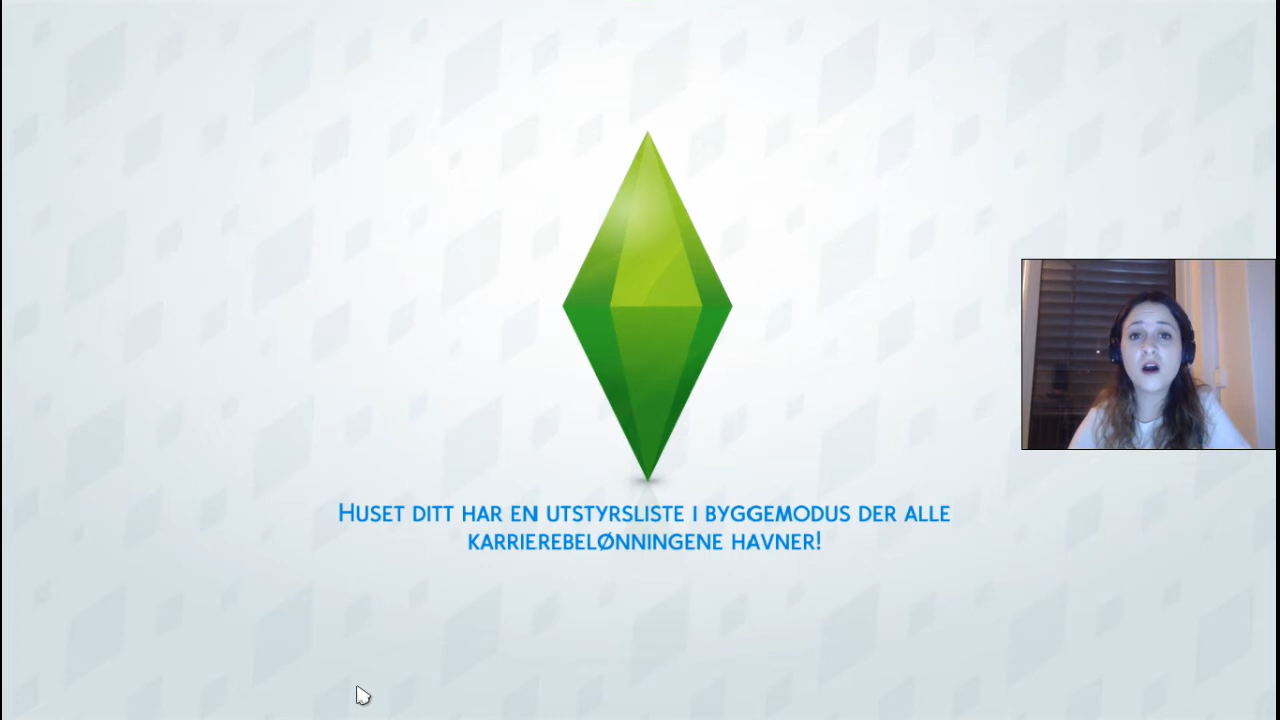 HUSET DITT HAR EN UTSTYRSLISTE I BYGGEMODUS DER ALLE
KARRIEREBELØNNINGENE HAVNER!